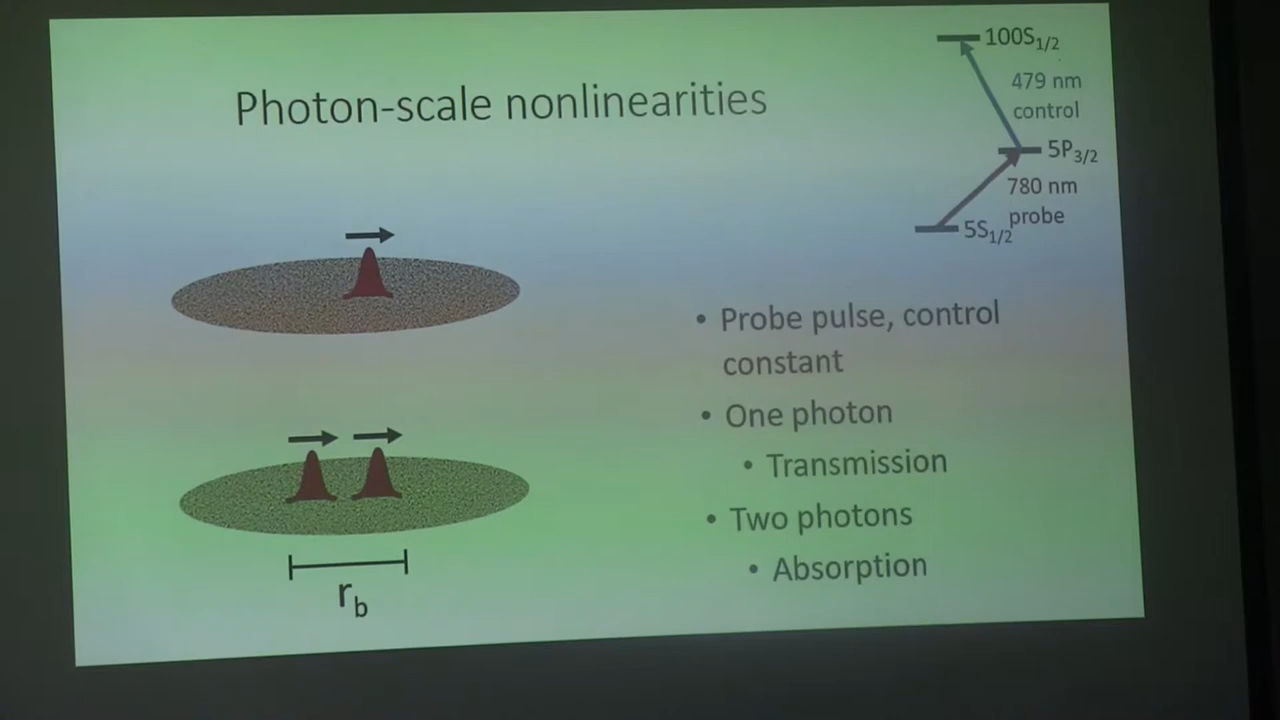 Photon-scale nonlinearities
100S1/2
479 nm
control
5P3/2
780 nm
probe
5S1/2
• Probe pulse, control
constant
• One photon
• Transmission
• Two photons
• Absorption
rb